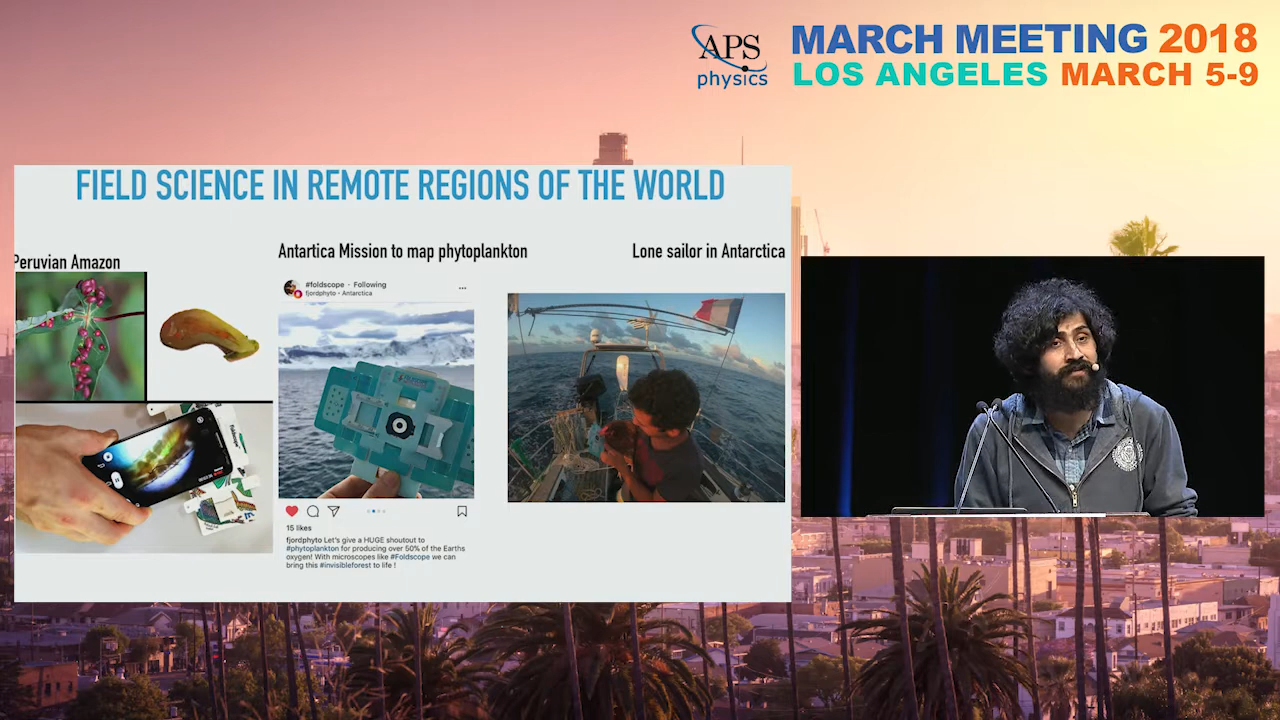 APS
physics
MARCH MEETING 2018
LOS ANGELES MARCH 5-9
FIELD SCIENCE IN REMOTE REGIONS OF THE WORLD
Peruvian Amazon
Antartica Mission to map phytoplankton
Lone sailor in Antarctica
#foldscope · Following
fjordphyto · Antarctica
15 likes
fjordphyto Let's give a HUGE shoutout to
#phytoplankton for producing over 50% of the Earths
oxygen! With microscopes like #Foldscope we can
bring this #invisibleforest to life !